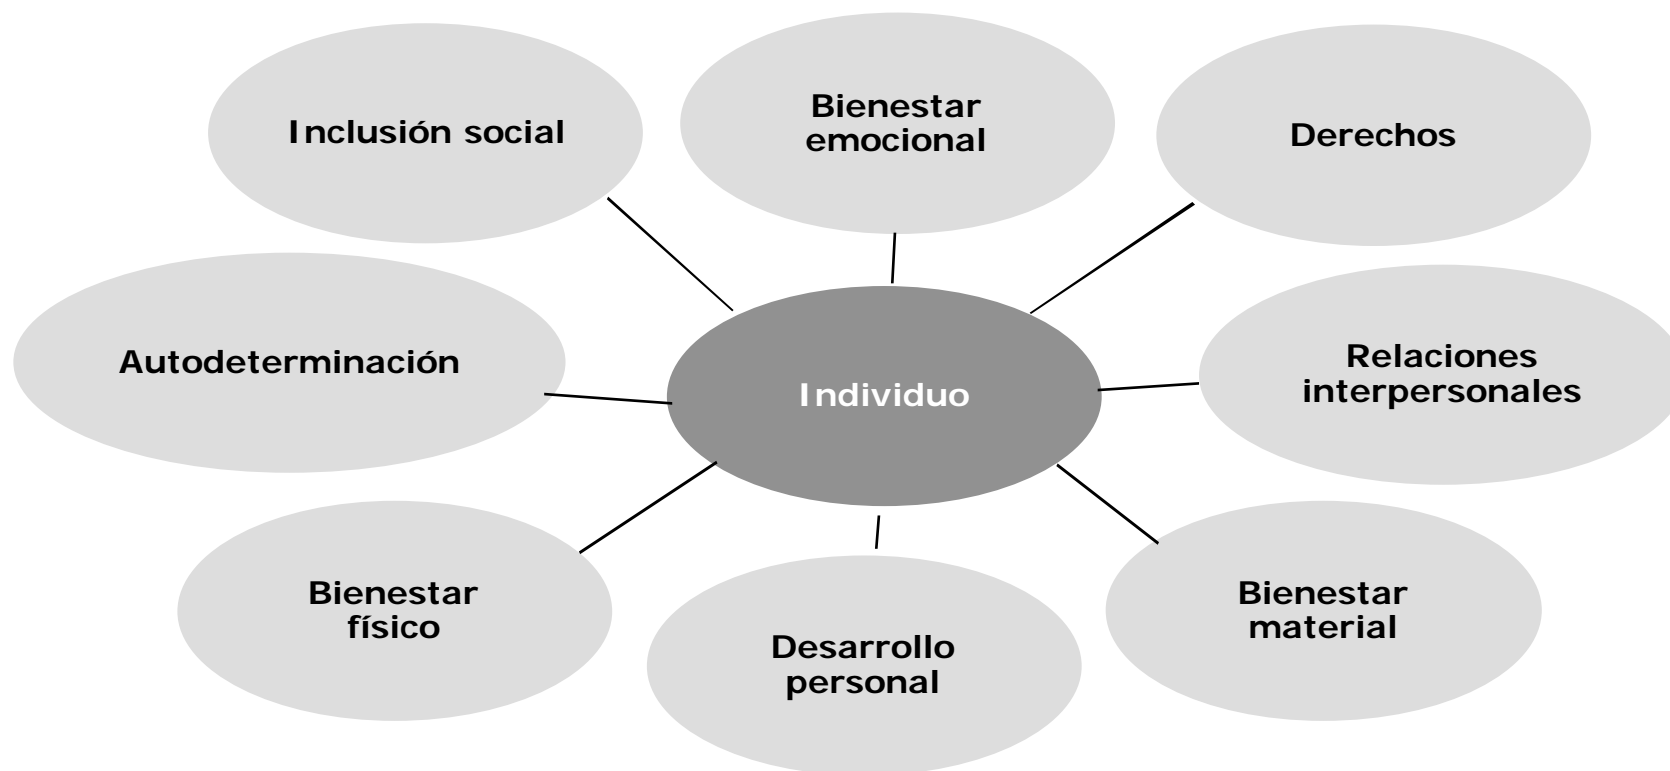 Inclusión social
Bienestar
emocional
Derechos
Autodeterminación
Individuo
Relaciones
interpersonales
Bienestar
físico
Desarrollo
personal
Bienestar
material